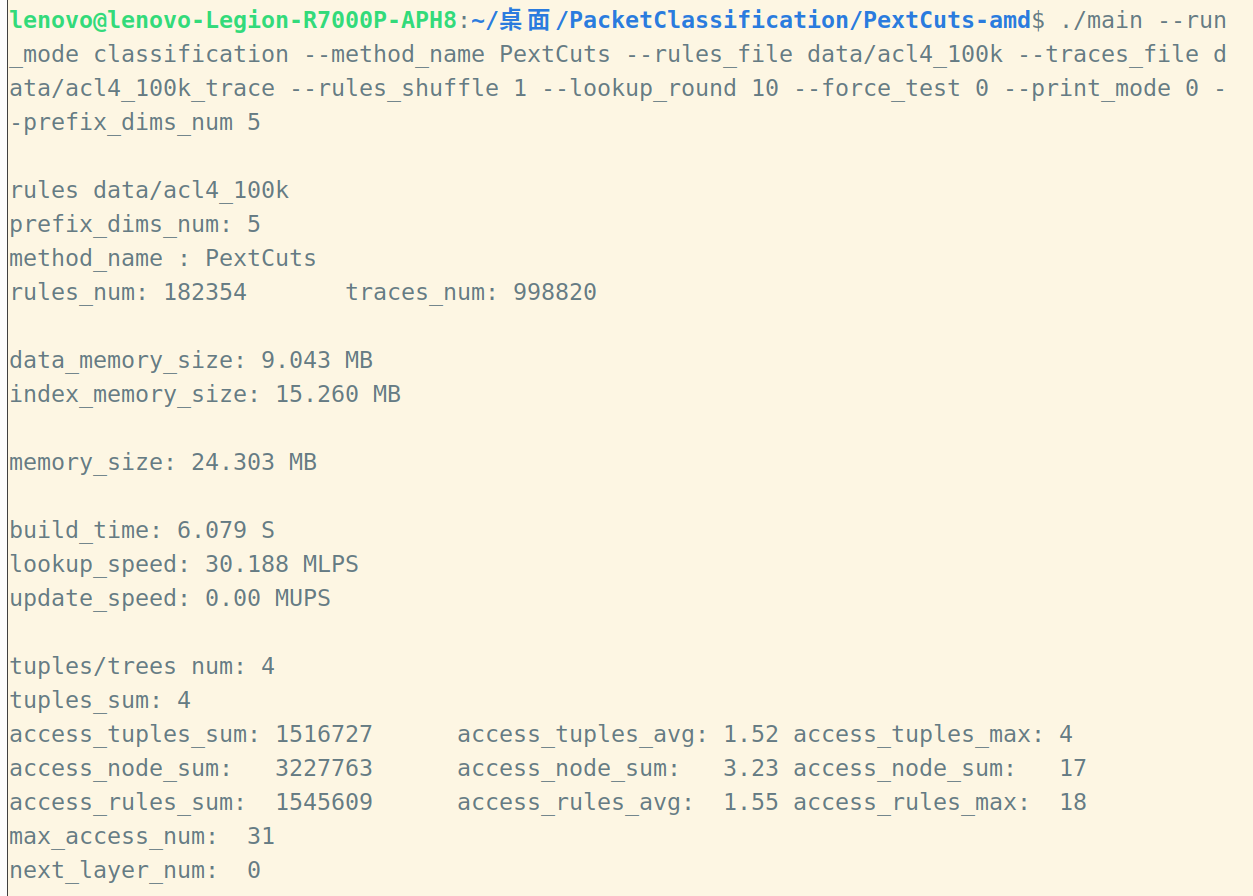 lenovo@lenovo-Legion-R7000P-APH8:~/桌面/PacketClassification/PextCuts-amd$ ./main --run
_mode classification --method_name PextCuts --rules_file data/acl4_100k --traces_file d
ata/acl4_100k_trace --rules_shuffle 1 --lookup_round 10 --force_test 0 --print_mode 0 -
-prefix_dims_num 5
rules data/acl4_100k
prefix_dims_num: 5
method_name : PextCuts
rules_num: 182354       traces_num: 998820
data_memory_size: 9.043 MB
index_memory_size: 15.260 MB
memory_size: 24.303 MB
build_time: 6.079 S
lookup_speed: 30.188 MLPS
update_speed: 0.00 MUPS
tuples/trees num: 4
tuples_sum: 4
access_tuples_sum: 1516727      access_tuples_avg: 1.52 access_tuples_max: 4
access_node_sum:   3227763      access_node_sum:   3.23 access_node_sum:   17
access_rules_sum:  1545609      access_rules_avg:  1.55 access_rules_max:  18
max_access_num:  31
next_layer_num:  0